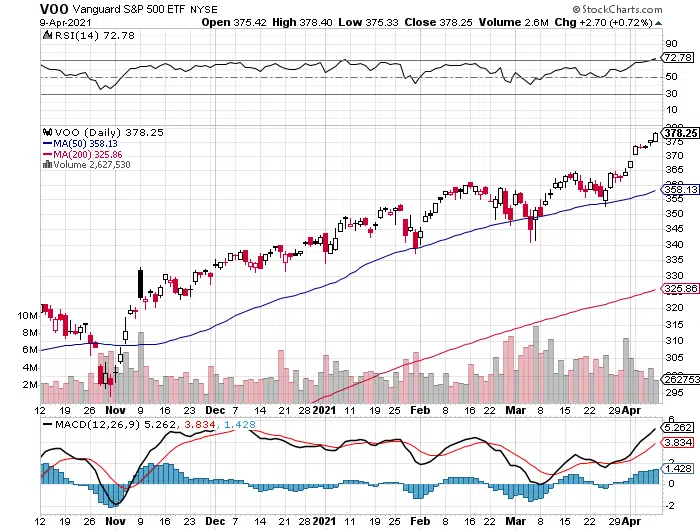 VOO Vanguard S&P 500 ETF NYSE © StockCharts.com
9-Apr-2021 Open 375.42 High 378.40 Low 375.33 Close 378.25 Volume 2.6M Chg +2.70 (+0.72%)
RSI(14) 72.78
90
72.78
50
30
10
VOO (Daily) 378.25
MA(50) 358.13
MA(200) 325.86
Volume 2,627,530
378.25
375
370
365
358.13
355
350
345
340
335
330
325.86
320
315
310
305
300
295
10M
8M
6M
4M
2M
262753
12 19 26 Nov 9 16 23 Dec 7 14 21 2021 11 19 25 Feb 8 16 22 Mar 8 15 22 29 Apr
MACD(12,26,9) 5.262, 3.834, 1.428
6
5.262
3.834
1.428
0
-1
-2
12 19 26 Nov 9 16 23 Dec 7 14 21 2021 11 19 25 Feb 8 16 22 Mar 8 15 22 29 Apr